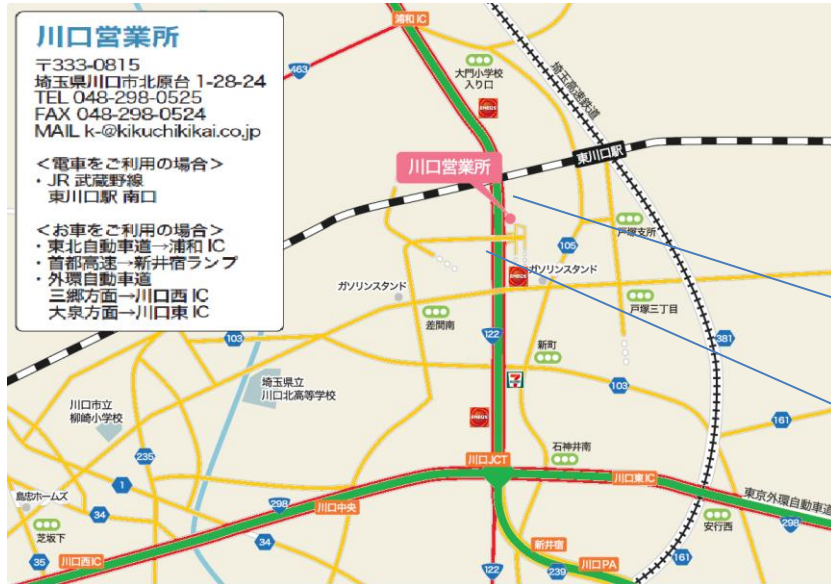 川口営業所
〒333-0815
埼玉県川口市北原台 1-28-24
TEL 048-298-0525
FAX 048-298-0524
MAIL k-@kikuchikikai.co.jp
<電車をご利用の場合>
・JR 武蔵野線
東川口駅 南口
<お車をご利用の場合>
・東北自動車道→浦和 IC
・首都高速→新井宿ランプ
・外環自動車道
三郷方面→川口西 IC
大泉方面→川口東 IC
浦和 IC
463
大門小学校
入り口
ENEOS
埼玉高速鉄道
東川口駅
川口営業所
戸塚支所
105
ENEOS
ガソリンスタンド
ガソリンスタンド
戸塚三丁目
差間南
103
122
新町
381
埼玉県立
川口北高等学校
103
川口市立
柳崎小学校
ENEOS
161
235
川口JCT
石神井南
川口東IC
1
島忠ホームズ
34
298
川口中央
東京外環自動車道
298
芝坂下
34
安行西
35
川口西IC
新井宿
川口PA
161
122
239